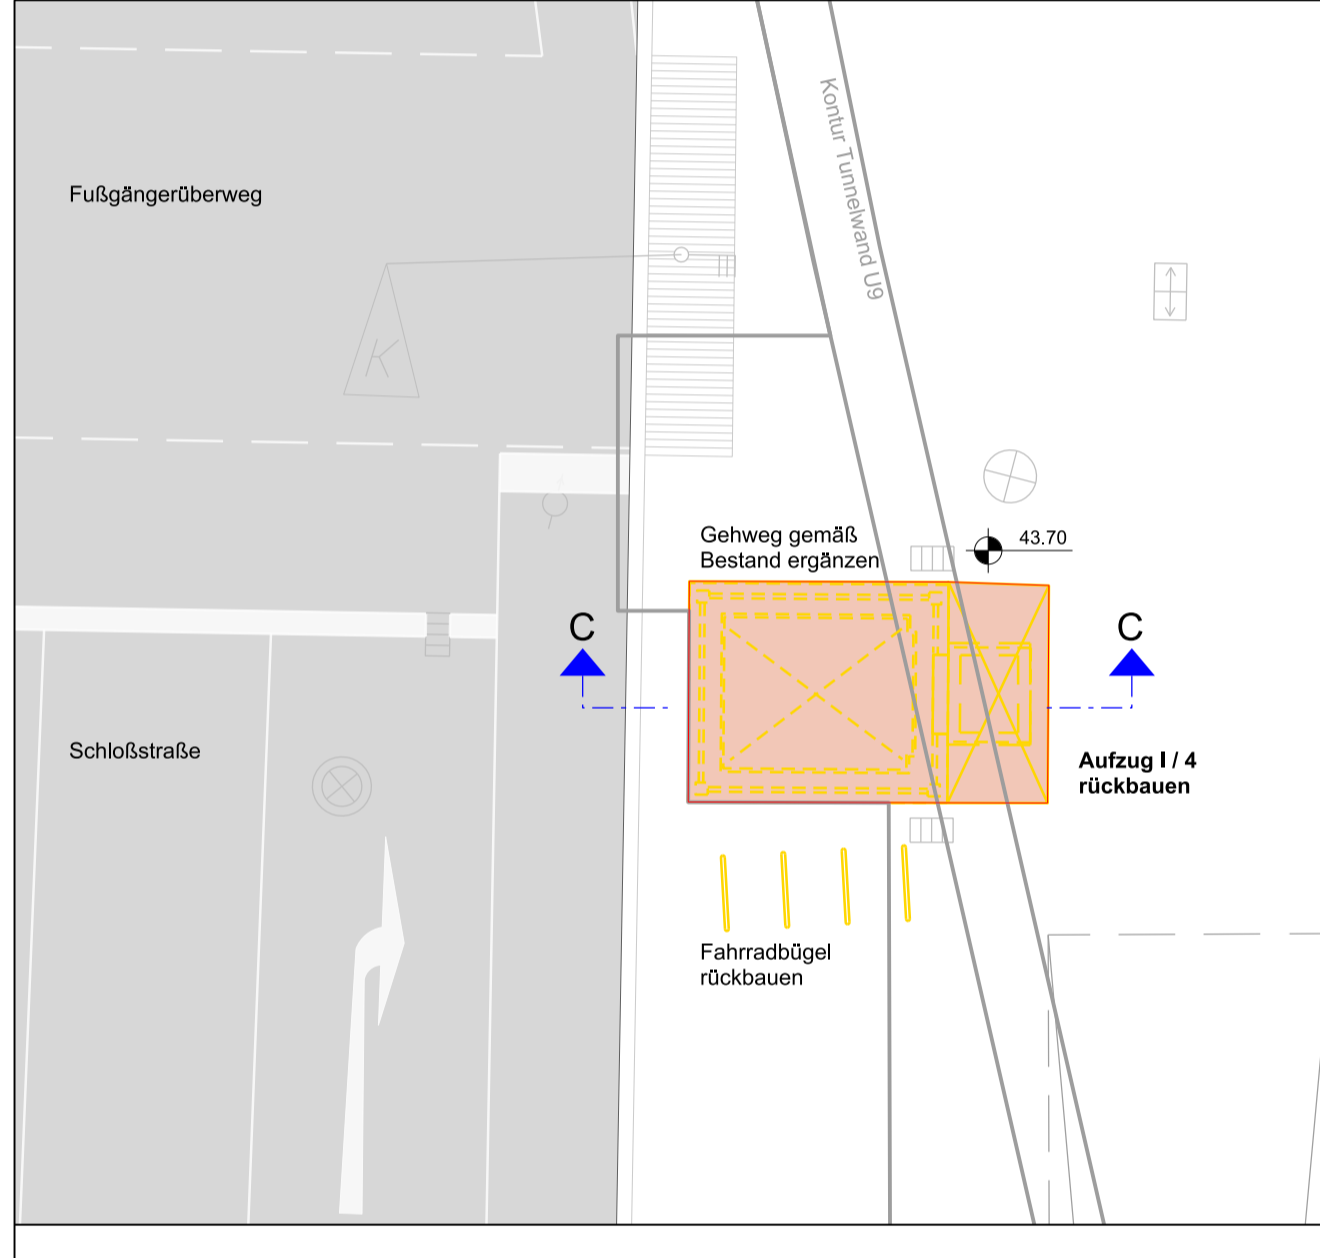 Kontur Tunnelwand U9
Fußgängerüberweg
K
Gehweg gemäß
Bestand ergänzen
43.70
C
C
Schloßstraße
Aufzug I / 4
rückbauen
Fahrradbügel
rückbauen